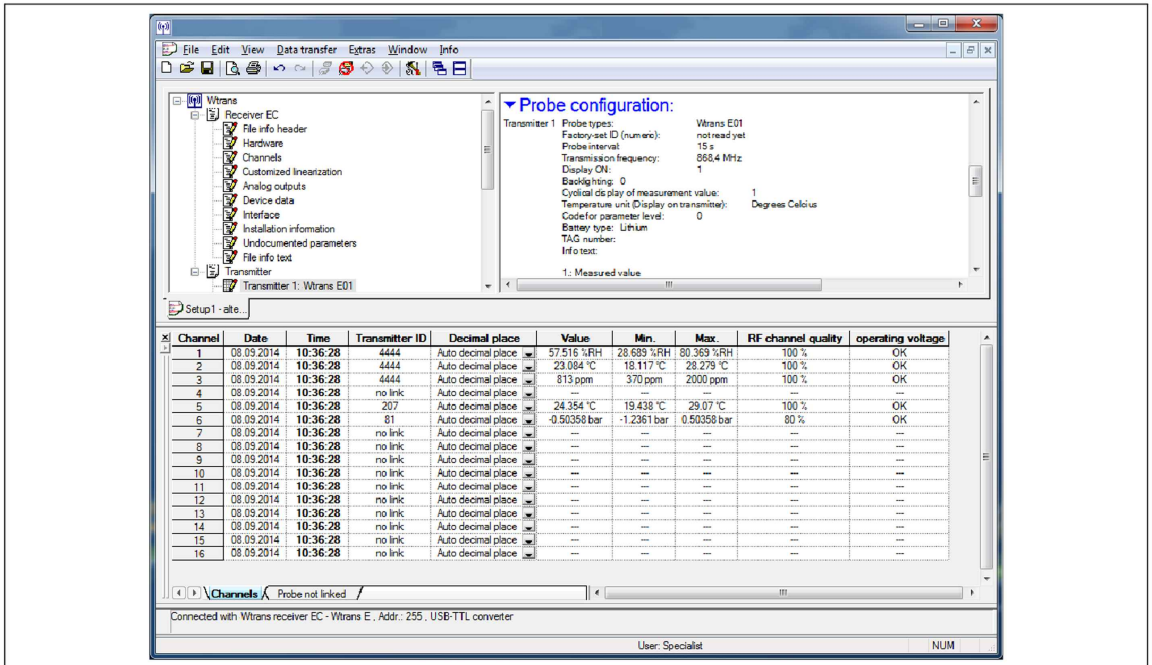 File Edit View Data transfer Extras Window Info
Wtrans
Receiver EC
File info header
Hardware
Channels
Customized linearization
Analog outputs
Device data
Interface
Installation information
Undocumented parameters
File info text
Transmitter
Transmitter 1: Wtrans E01
Probe configuration:
Transmitter 1 Probe types: Wtrans E01
Factory-set ID (numeric): not read yet
Probe interval: 15 s
Transmission frequency: 868,4 MHz
Display ON: 1
Backlighting: 0
Cyclical display of measurement value: 1
Temperature unit (Display on transmitter): Degrees Celcius
Code for parameter level: 0
Battery type: Lithium
TAG number:
Info text:
1.: Measured value
Setup1 - alte...
Channel Date Time Transmitter ID Decimal place Value Min. Max. RF channel quality operating voltage
1 08.09.2014 10:36:28 4444 Auto decimal place 57.516 %RH 28.689 %RH 80.369 %RH 100 % OK
2 08.09.2014 10:36:28 4444 Auto decimal place 23.084 °C 18.117 °C 28.279 °C 100 % OK
3 08.09.2014 10:36:28 4444 Auto decimal place 813 ppm 370 ppm 2000 ppm 100 % OK
4 08.09.2014 10:36:28 no link Auto decimal place --- --- --- --- ---
5 08.09.2014 10:36:28 207 Auto decimal place 24.354 °C 19.438 °C 29.07 °C 100 % OK
6 08.09.2014 10:36:28 81 Auto decimal place -0.50358 bar -1.2361 bar 0.50358 bar 80 % OK
7 08.09.2014 10:36:28 no link Auto decimal place --- --- --- --- ---
8 08.09.2014 10:36:28 no link Auto decimal place --- --- --- --- ---
9 08.09.2014 10:36:28 no link Auto decimal place --- --- --- --- ---
10 08.09.2014 10:36:28 no link Auto decimal place --- --- --- --- ---
11 08.09.2014 10:36:28 no link Auto decimal place --- --- --- --- ---
12 08.09.2014 10:36:28 no link Auto decimal place --- --- --- --- ---
13 08.09.2014 10:36:28 no link Auto decimal place --- --- --- --- ---
14 08.09.2014 10:36:28 no link Auto decimal place --- --- --- --- ---
15 08.09.2014 10:36:28 no link Auto decimal place --- --- --- --- ---
16 08.09.2014 10:36:28 no link Auto decimal place --- --- --- --- ---
Channels Probe not linked
Connected with Wtrans receiver EC - Wtrans E , Addr.: 255 , USB-TTL converter
User: Specialist NUM